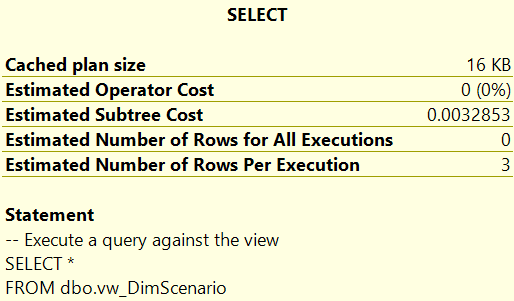 SELECT
Cached plan size 16 KB
Estimated Operator Cost 0 (0%)
Estimated Subtree Cost 0.0032853
Estimated Number of Rows for All Executions 0
Estimated Number of Rows Per Execution 3
Statement
-- Execute a query against the view
SELECT *
FROM dbo.vw_DimScenario